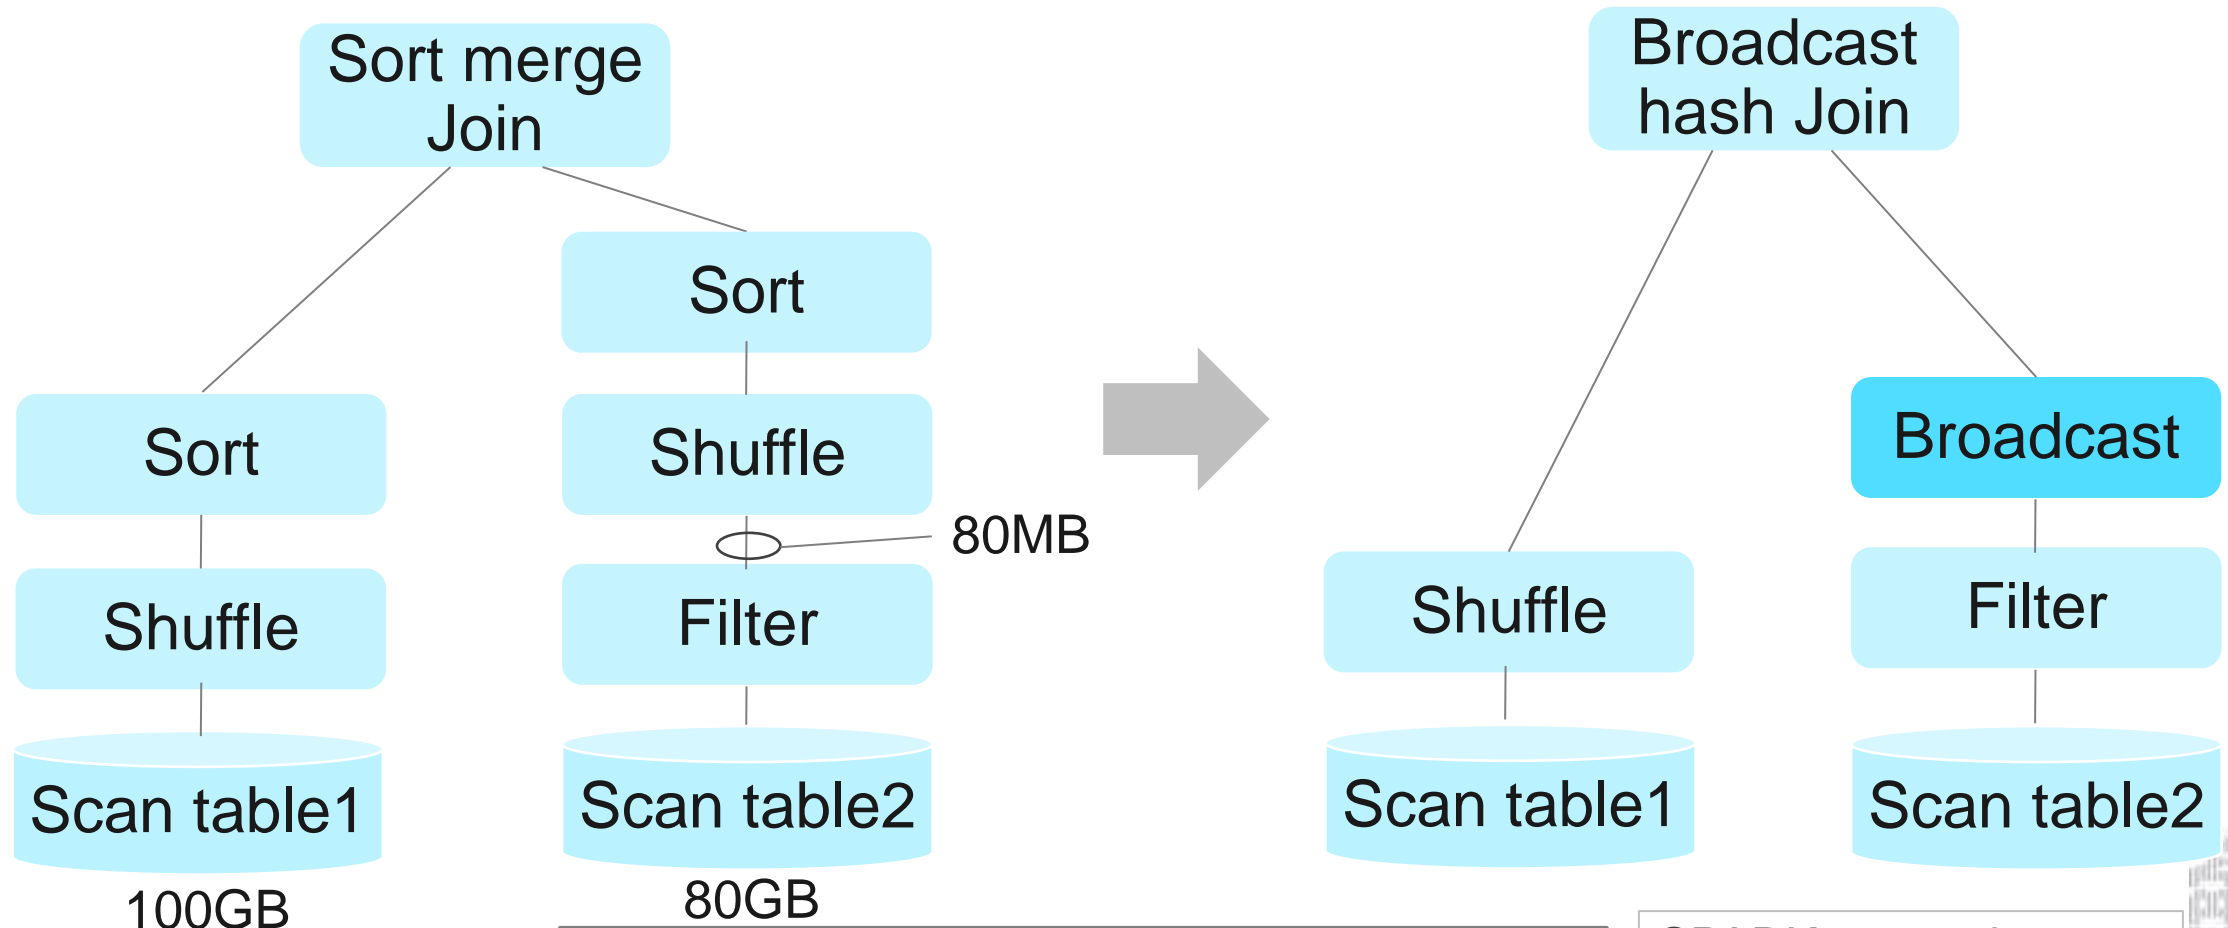 Sort merge
Join
Sort
Sort
Shuffle
Shuffle
80MB
Filter
Scan table1
Scan table2
100GB
80GB
Broadcast
hash Join
Broadcast
Shuffle
Filter
Scan table1
Scan table2